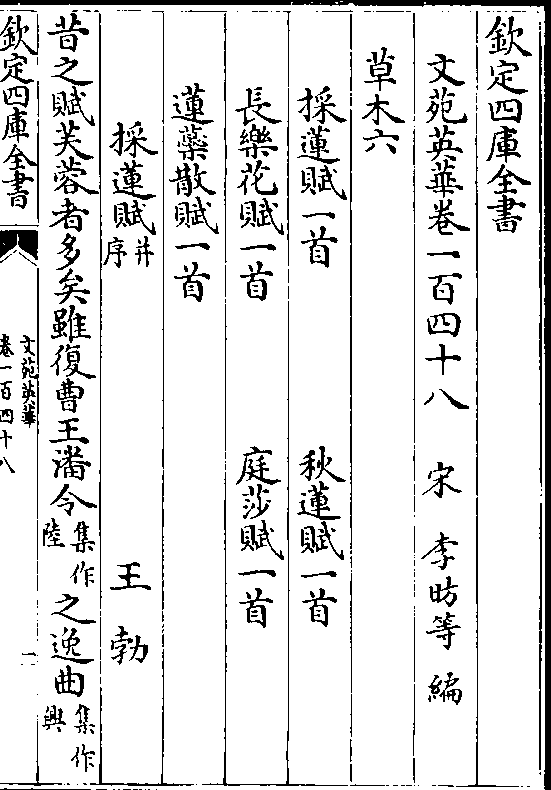 欽定四庫全書
文苑英華卷一百四十八 宋 李昉等 編
草木六
採蓮賦一首 秋蓮賦一首
長樂花賦一首 庭莎賦一首
蓮蘂散賦一首
採蓮賦并序 王勃
昔之賦芙蓉者多矣雖復曹王潘令集作陸之逸曲集作興
欽定四庫全書
文苑英華
卷一百四十八
一